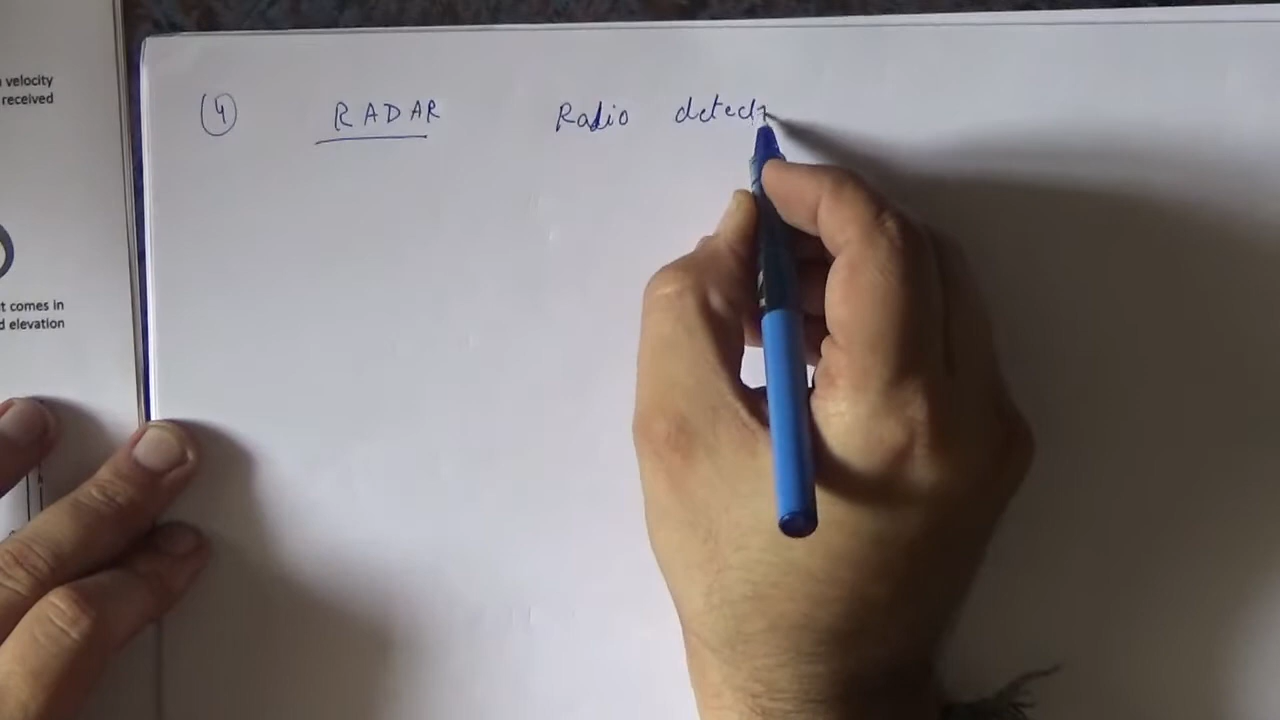 velocity
received
t comes in
d elevation
(4) RADAR Radio detect